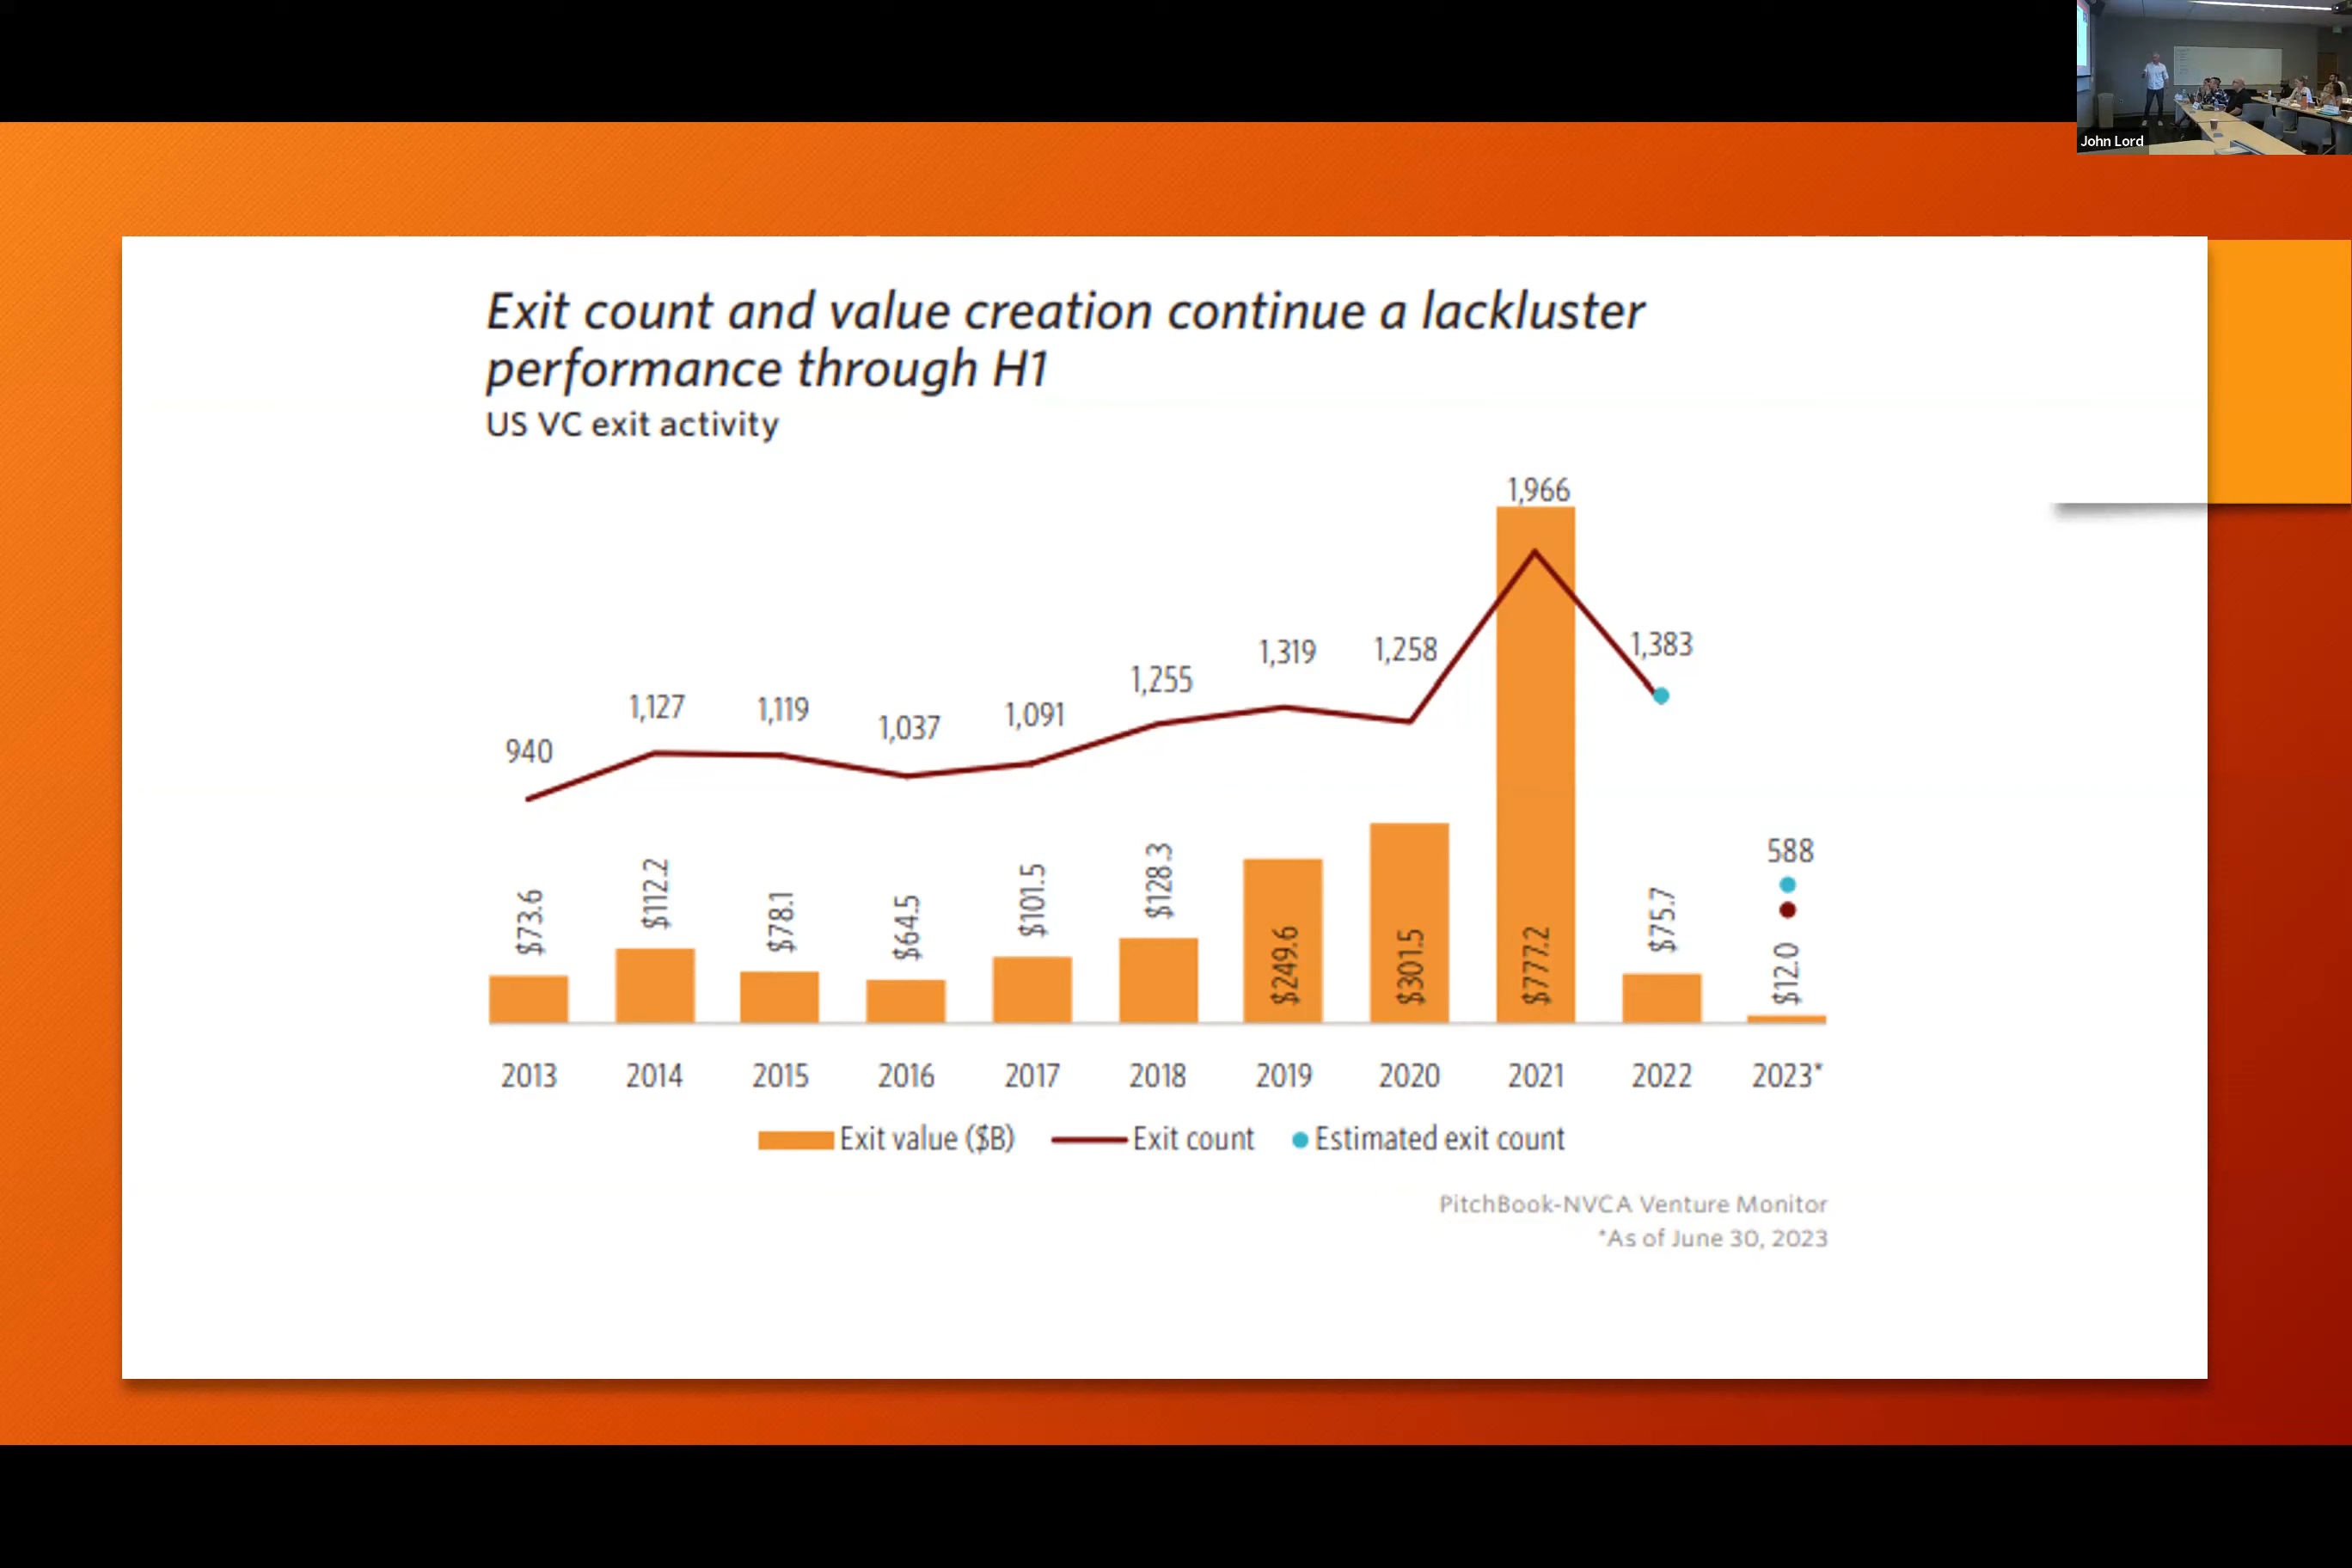 John Lord
Exit count and value creation continue a lackluster
performance through H1
US VC exit activity
1,966
1,383
1,319
1,258
1,255
1,127
1,119
1,091
1,037
940
588
$73.6
$112.2
$78.1
$64.5
$101.5
$128.3
$249.6
$301.5
$777.2
$75.7
$12.0
2013 2014 2015 2016 2017 2018 2019 2020 2021 2022 2023*
Exit value ($B) Exit count Estimated exit count
PitchBook-NVCA Venture Monitor
*As of June 30, 2023